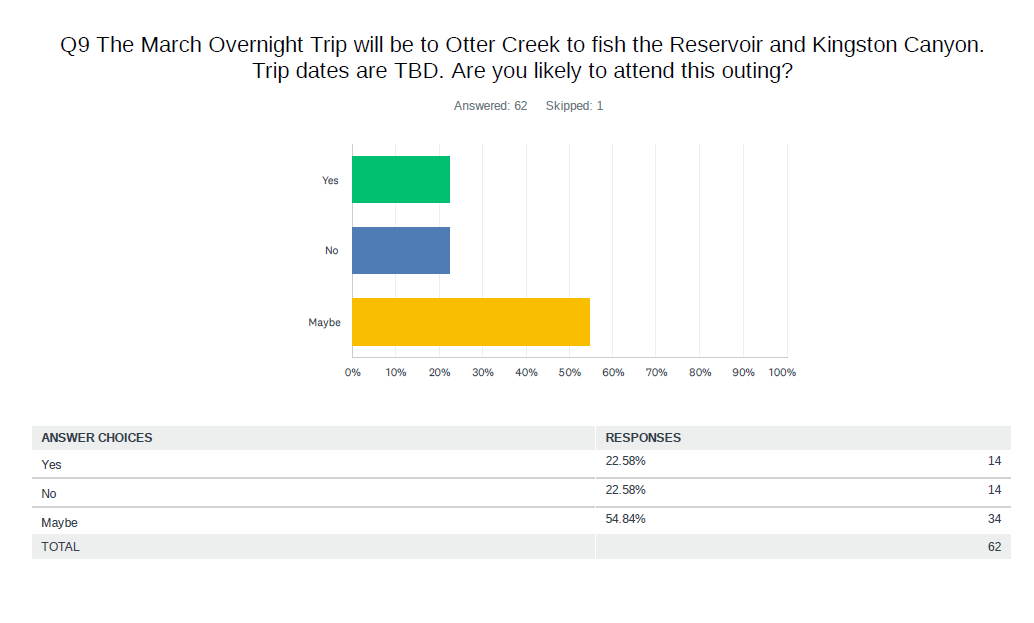 Q9 The March Overnight Trip will be to Otter Creek to fish the Reservoir and Kingston Canyon.
Trip dates are TBD. Are you likely to attend this outing?
Answered: 62 Skipped: 1
Yes
No
Maybe
0% 10% 20% 30% 40% 50% 60% 70% 80% 90% 100%
ANSWER CHOICES RESPONSES
Yes 22.58% 14
No 22.58% 14
Maybe 54.84% 34
TOTAL 62